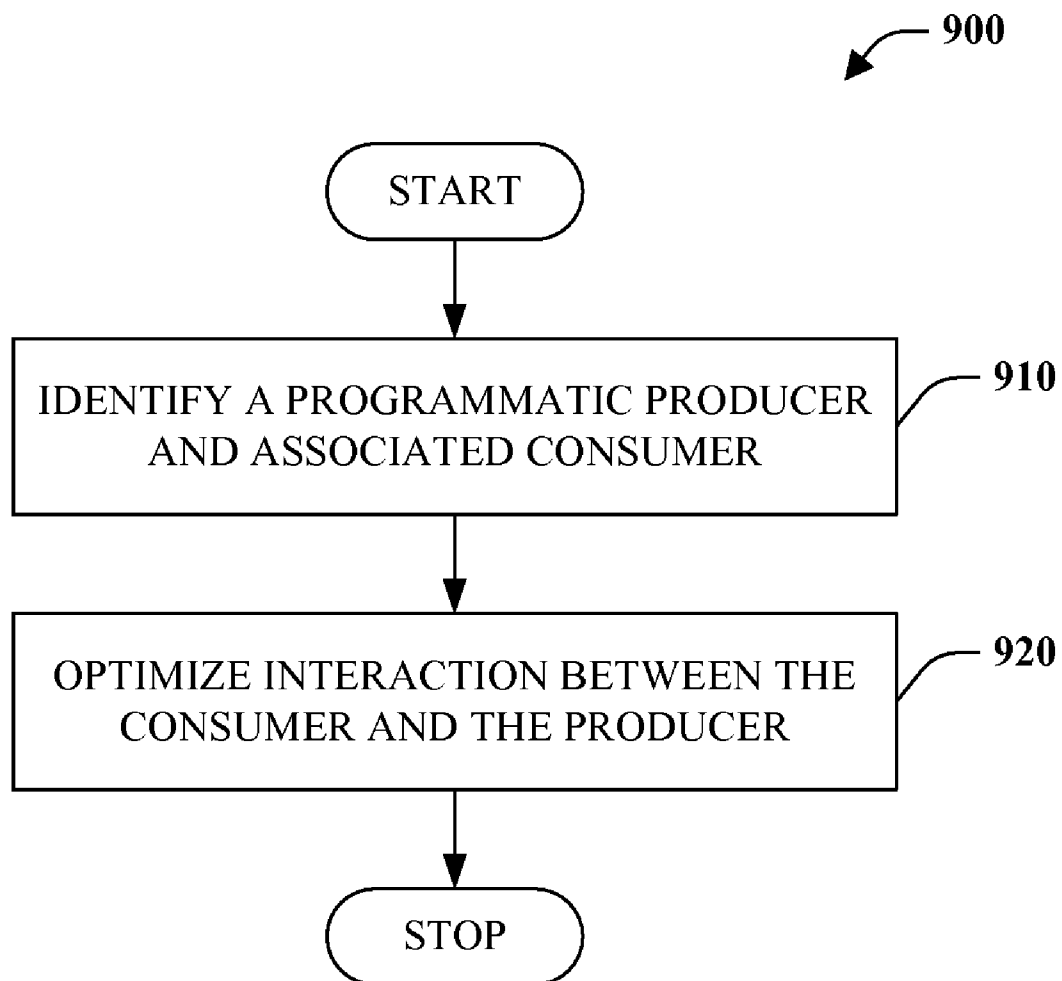 900
START
IDENTIFY A PROGRAMMATIC PRODUCER
AND ASSOCIATED CONSUMER
910
OPTIMIZE INTERACTION BETWEEN THE
CONSUMER AND THE PRODUCER
920
STOP